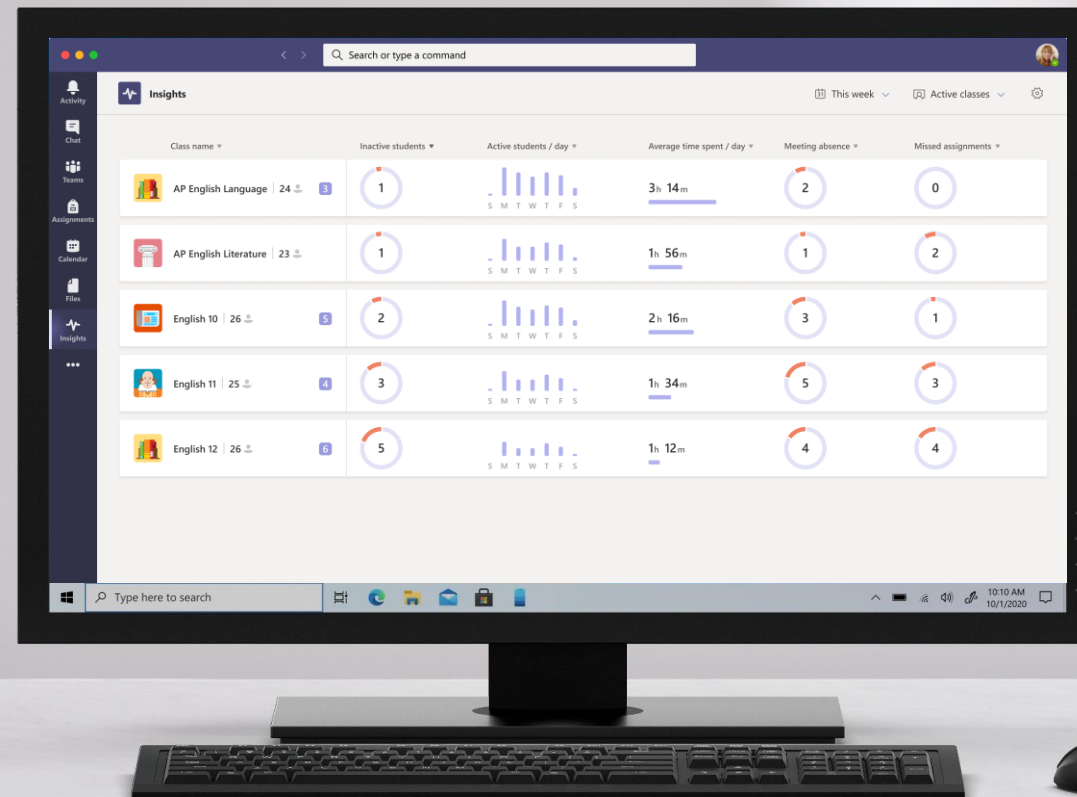 Search or type a command
Activity
Chat
Teams
Assignments
Calendar
Files
Insights
Insights
This week
Active classes
Class name
Inactive students
Active students / day
Average time spent / day
Meeting absence
Missed assignments
AP English Language 24 3
1
S M T W T F S
3h 14m
2
0
AP English Literature 23
1
S M T W T F S
1h 56m
1
2
English 10 26 5
2
S M T W T F S
2h 16m
3
1
English 11 25 4
3
S M T W T F S
1h 34m
5
3
English 12 26 6
5
S M T W T F S
1h 12m
4
4
Type here to search
10:10 AM
10/1/2020